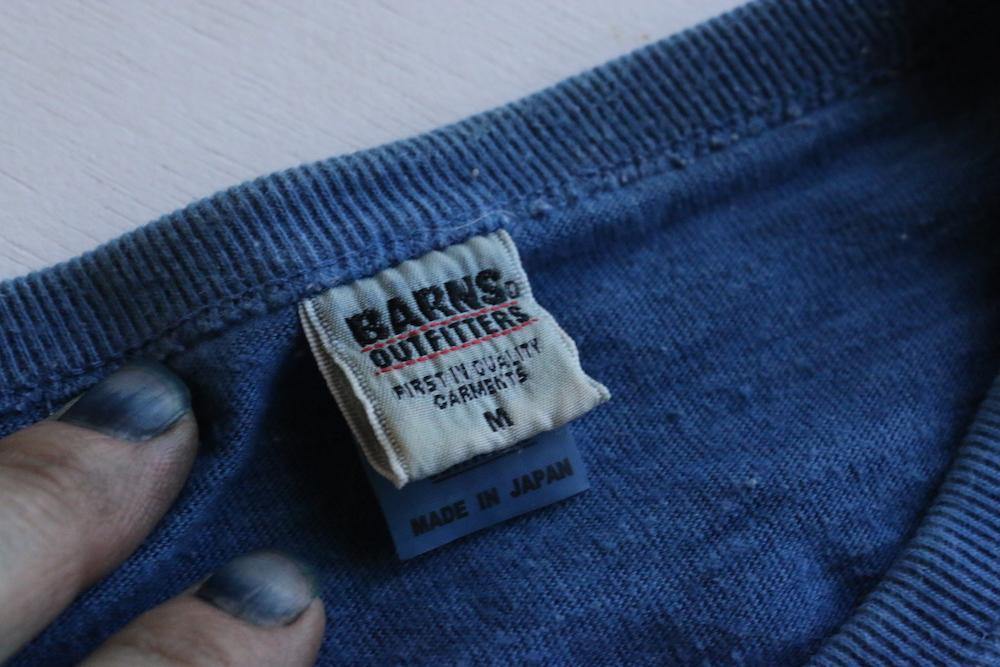 BARNS
OUTFITTERS
FIRST IN QUALITY
GARMENTS
M
MADE IN JAPAN